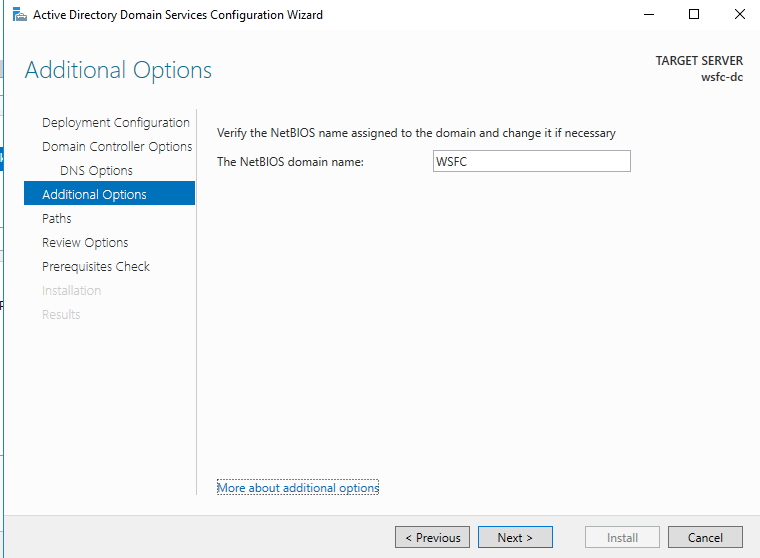 Active Directory Domain Services Configuration Wizard
Additional Options
TARGET SERVER
wsfc-dc
Deployment Configuration
Domain Controller Options
DNS Options
Additional Options
Paths
Review Options
Prerequisites Check
Installation
Results
Verify the NetBIOS name assigned to the domain and change it if necessary
The NetBIOS domain name: WSFC
More about additional options
< Previous Next > Install Cancel